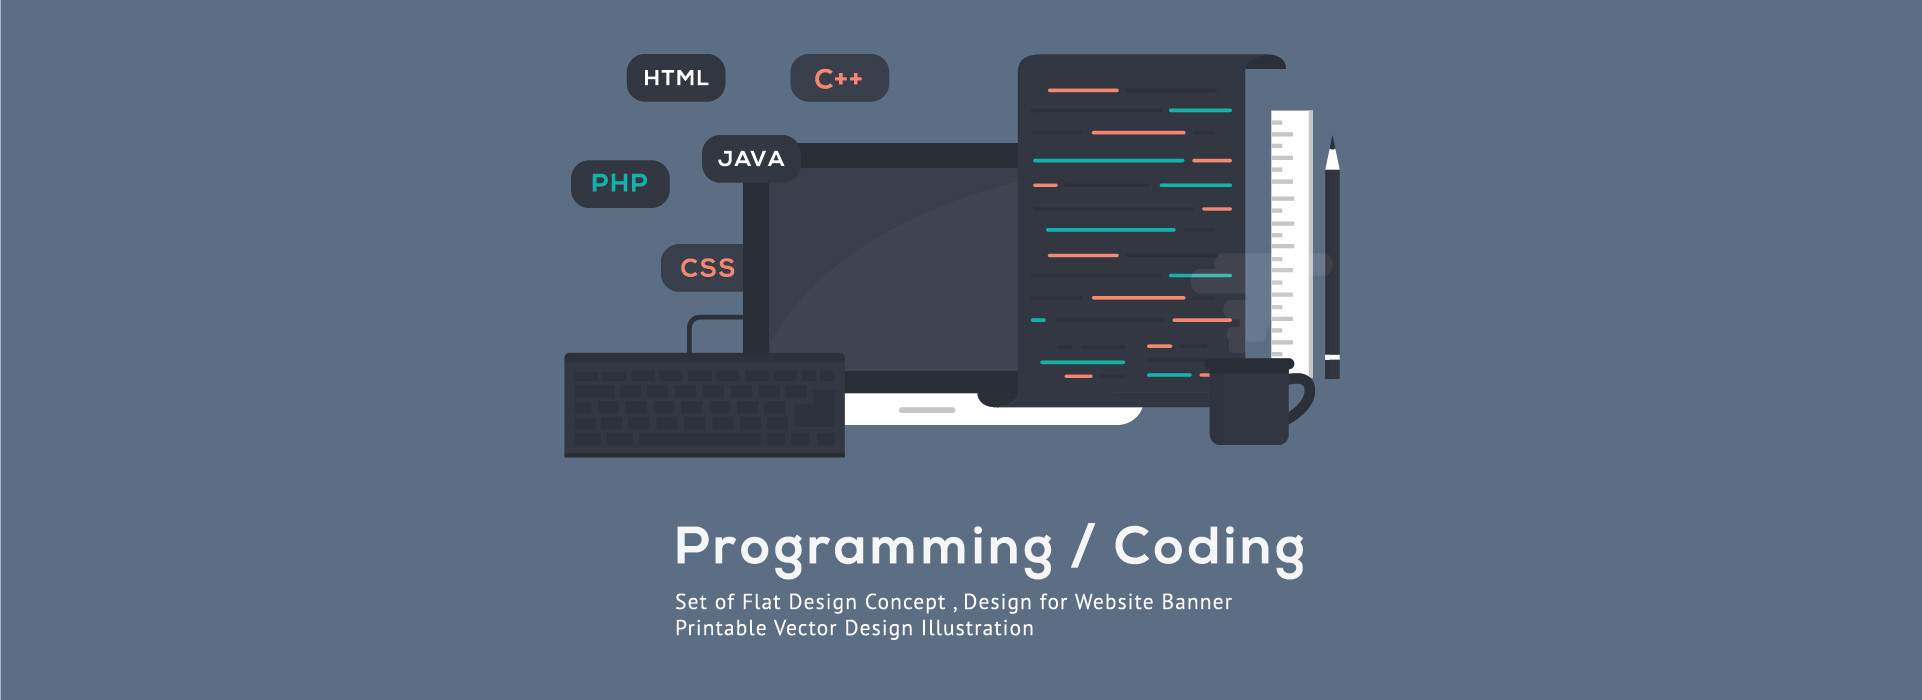 HTML
C++
JAVA
PHP
CSS
Programming / Coding
Set of Flat Design Concept , Design for Website Banner
Printable Vector Design Illustration